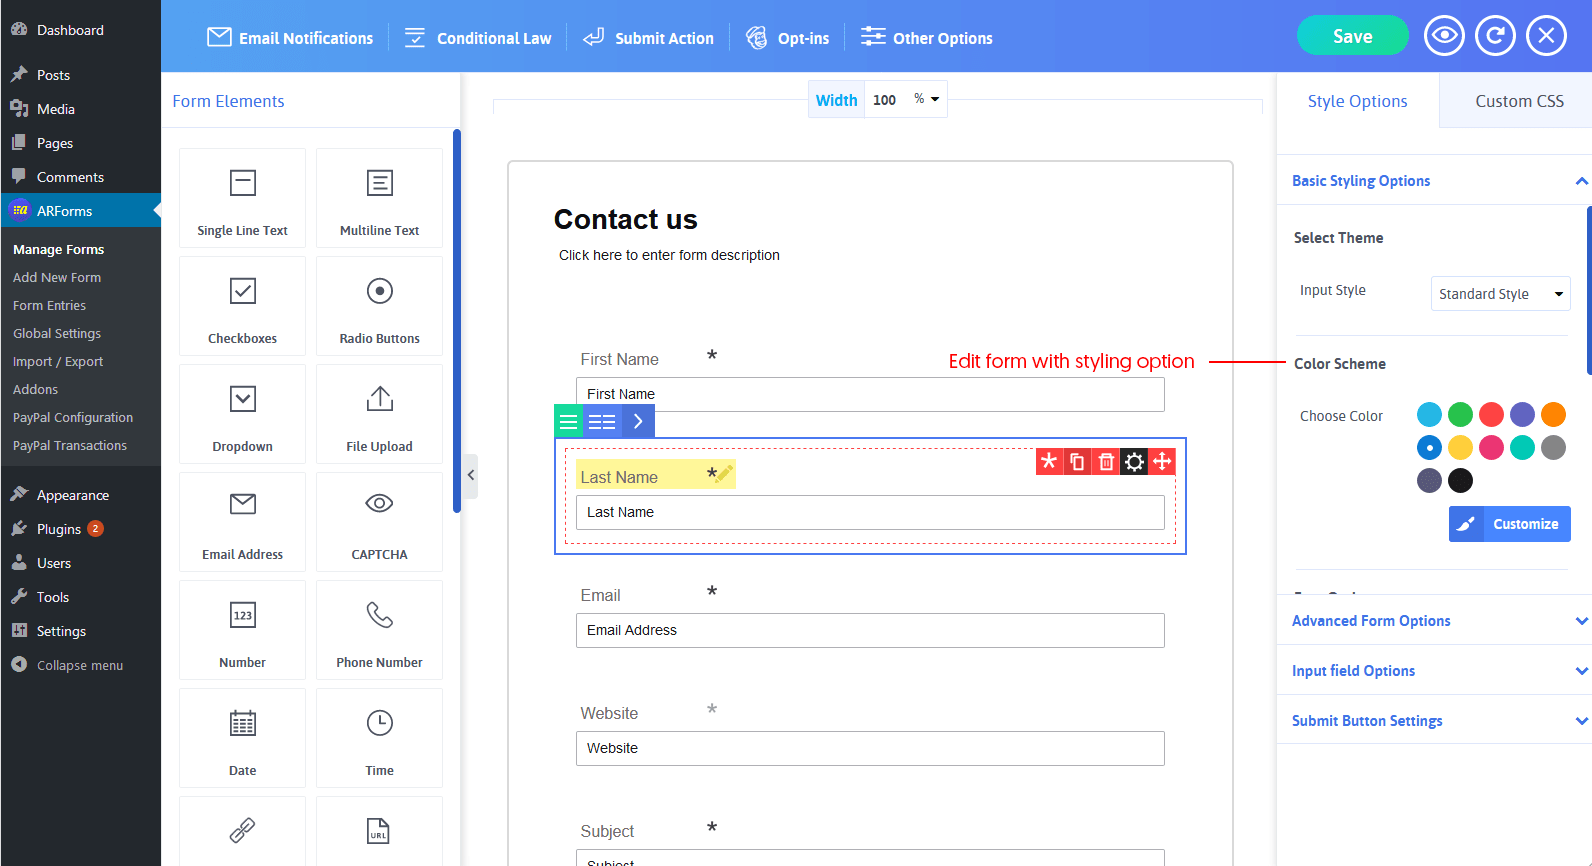 Dashboard
Posts
Media
Pages
Comments
ARForms
Manage Forms
Add New Form
Form Entries
Global Settings
Import / Export
Addons
PayPal Configuration
PayPal Transactions
Appearance
Plugins 2
Users
Tools
Settings
Collapse menu
Email Notifications
Conditional Law
Submit Action
Opt-ins
Other Options
Save
Form Elements
Single Line Text
Multiline Text
Checkboxes
Radio Buttons
Dropdown
File Upload
Email Address
CAPTCHA
123
Number
Phone Number
Date
Time
URL
Width 100 %
Contact us
Click here to enter form description
First Name *
First Name
Last Name *
Last Name
Email *
Email Address
Website *
Website
Subject *
Subject
Edit form with styling option
Style Options
Custom CSS
Basic Styling Options
Select Theme
Input Style
Standard Style
Color Scheme
Choose Color
Customize
Advanced Form Options
Input field Options
Submit Button Settings